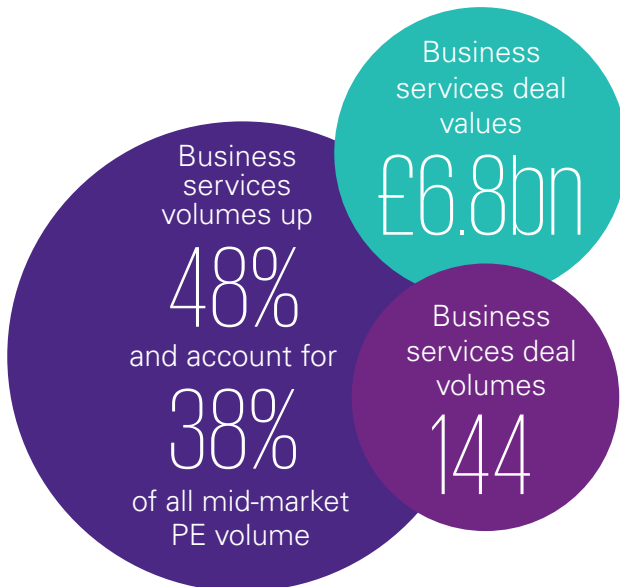 Business
services deal
values
£6.8bn
Business
services
volumes up
48%
and account for
38%
of all mid-market
PE volume
Business
services deal
volumes
144